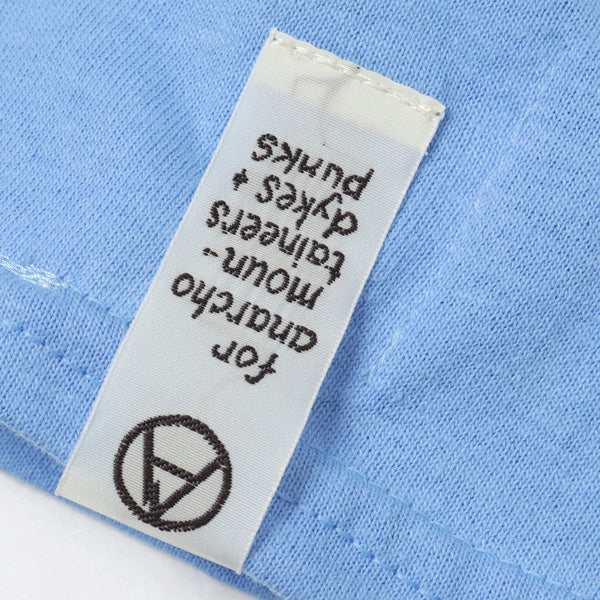 for
anarcho
moun-
taineers
dykes +
punks